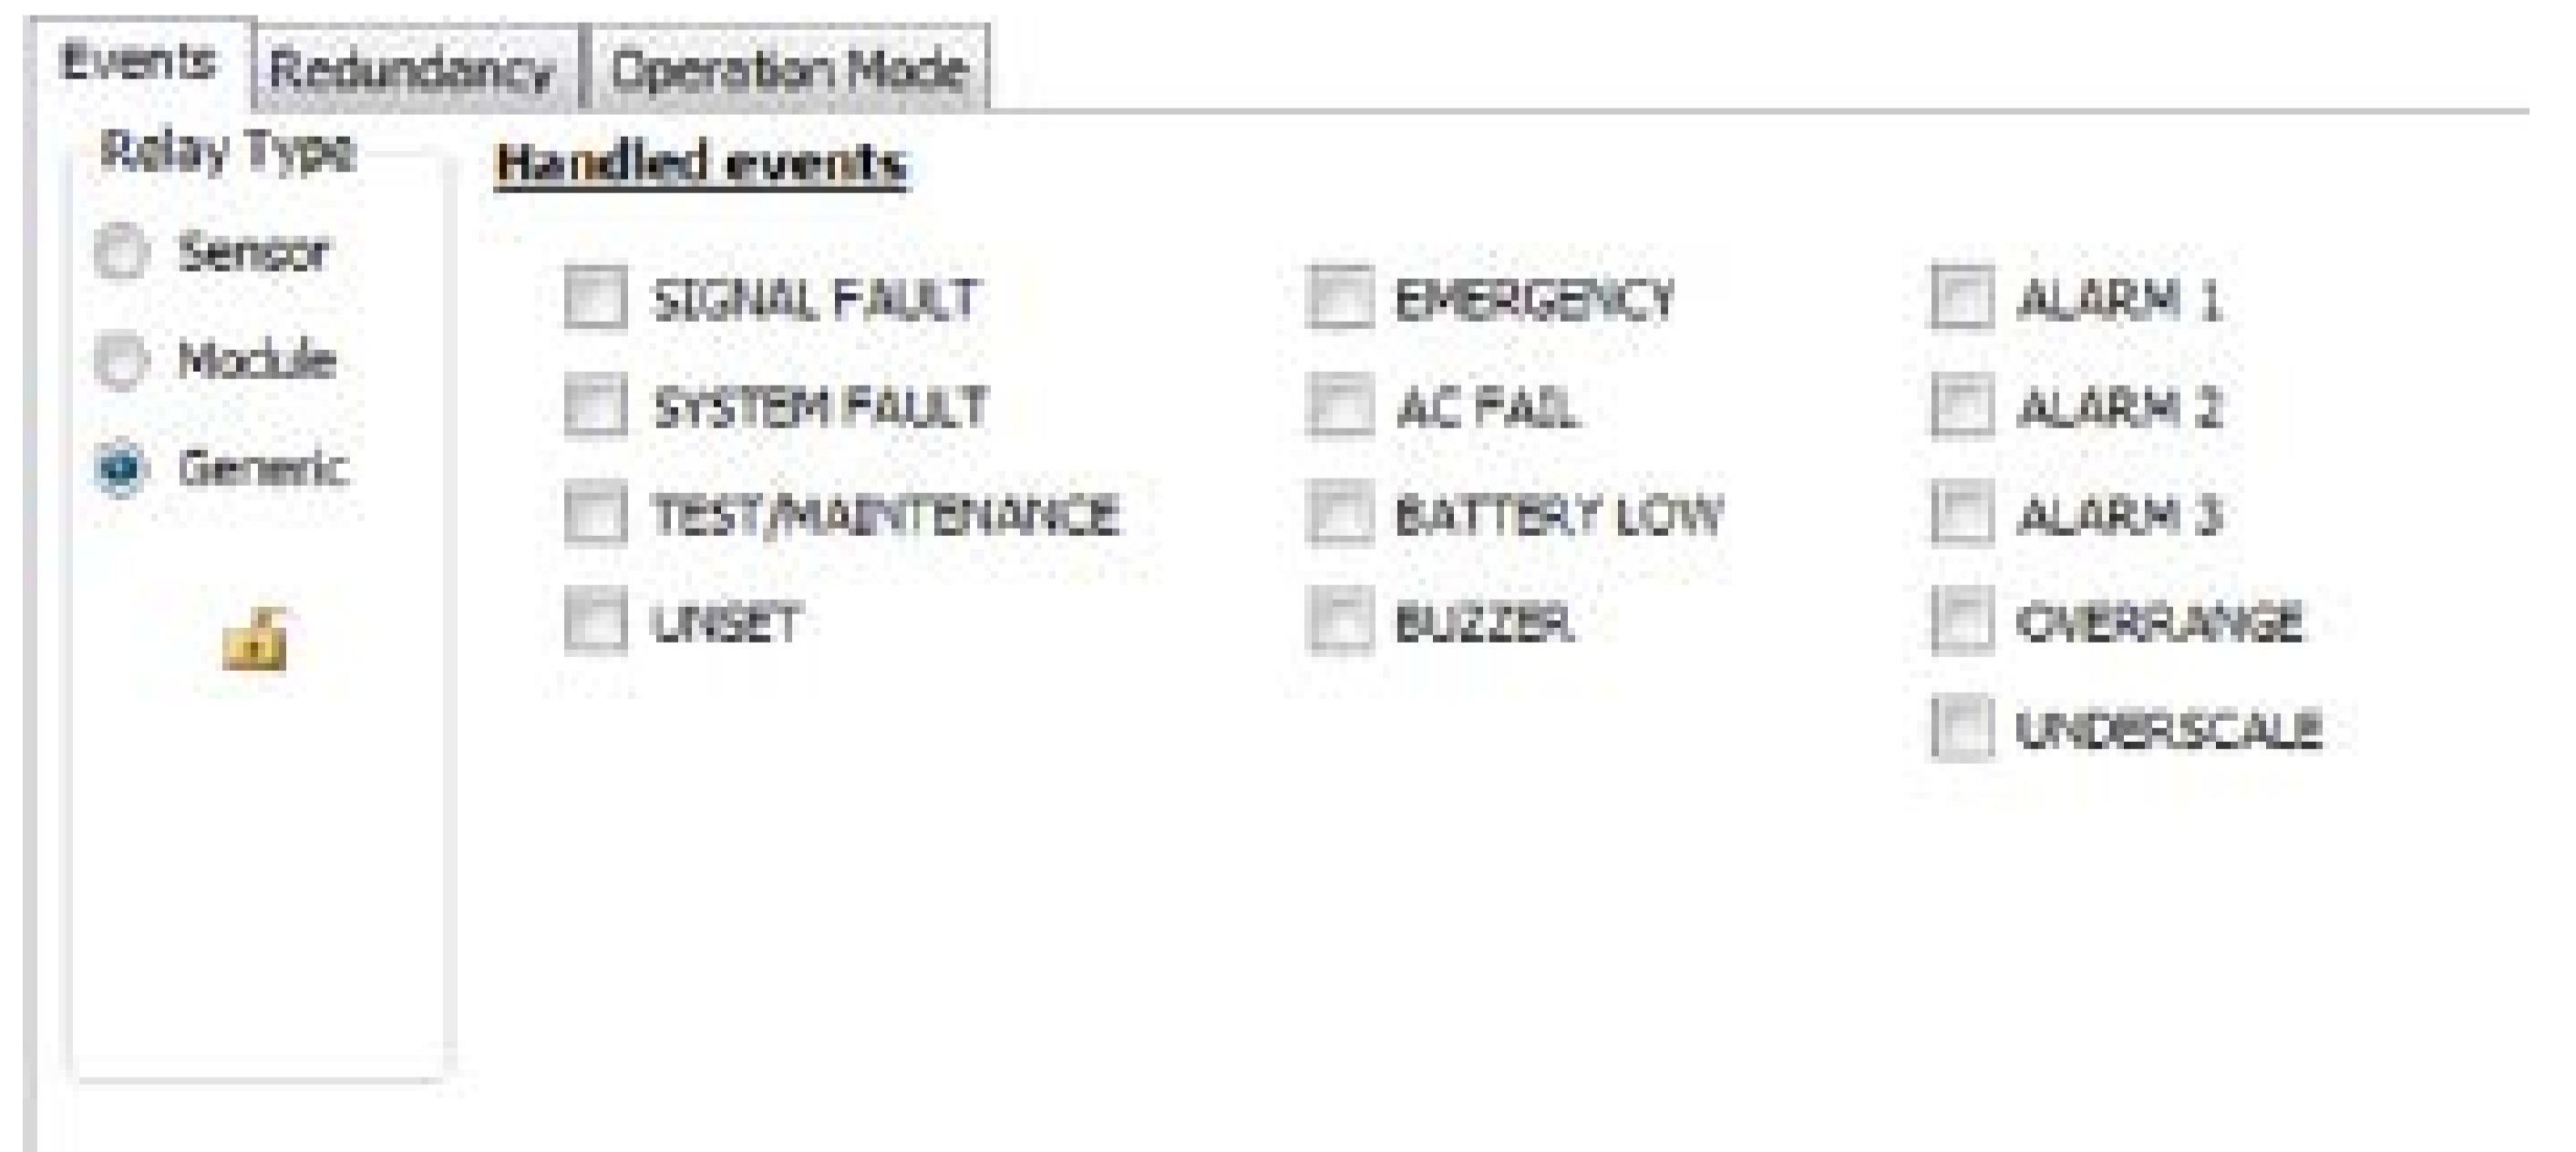 Events Redundancy Operation Mode
Relay Type
Sensor
Module
Generic
Handled events
SIGNAL FAULT
SYSTEM FAULT
TEST/MAINTENANCE
UNSET
EMERGENCY
AC FAIL
BATTERY LOW
BUZZER
ALARM 1
ALARM 2
ALARM 3
OVERRANGE
UNDERSCALE